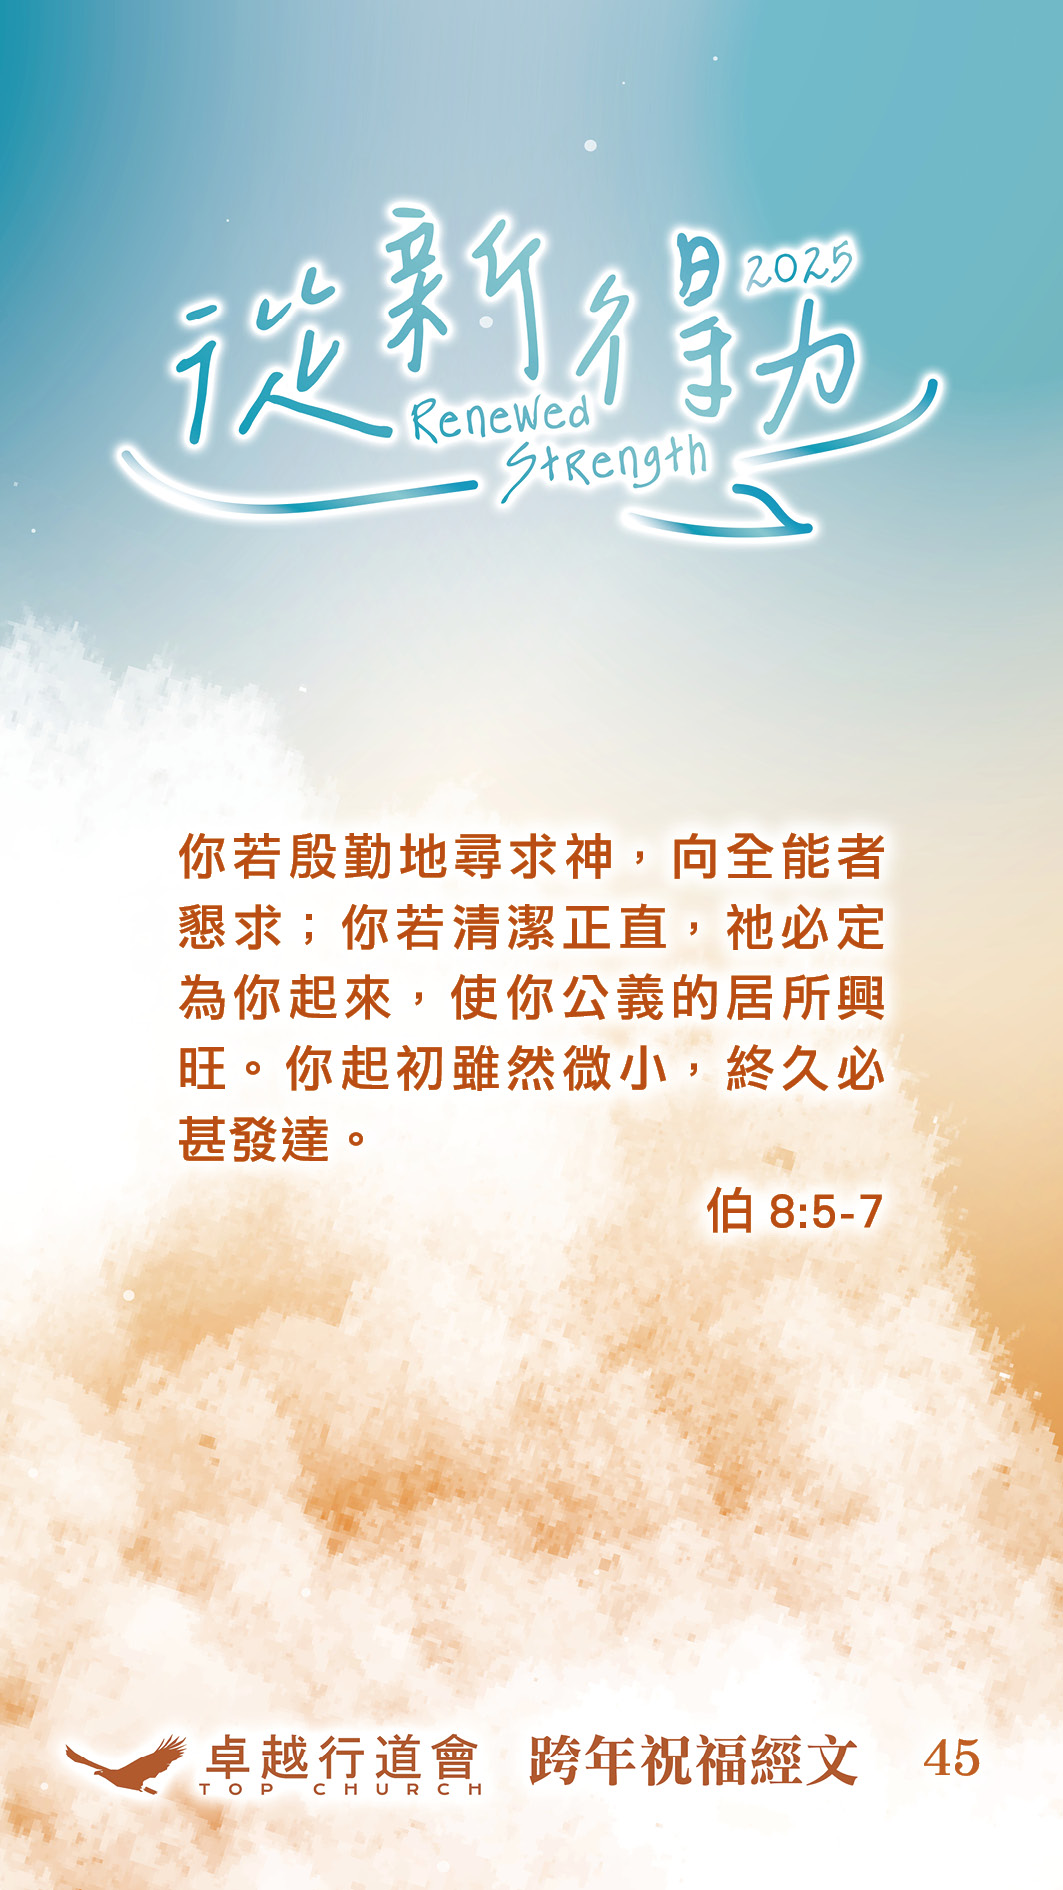 從新得力 2025
Renewed
Strength
你若殷勤地尋求神，向全能者
懇求；你若清潔正直，祂必定
為你起來，使你公義的居所興
旺。你起初雖然微小，終久必
甚發達。
伯 8:5-7
卓越行道會 跨年祝福經文 45
TOP CHURCH